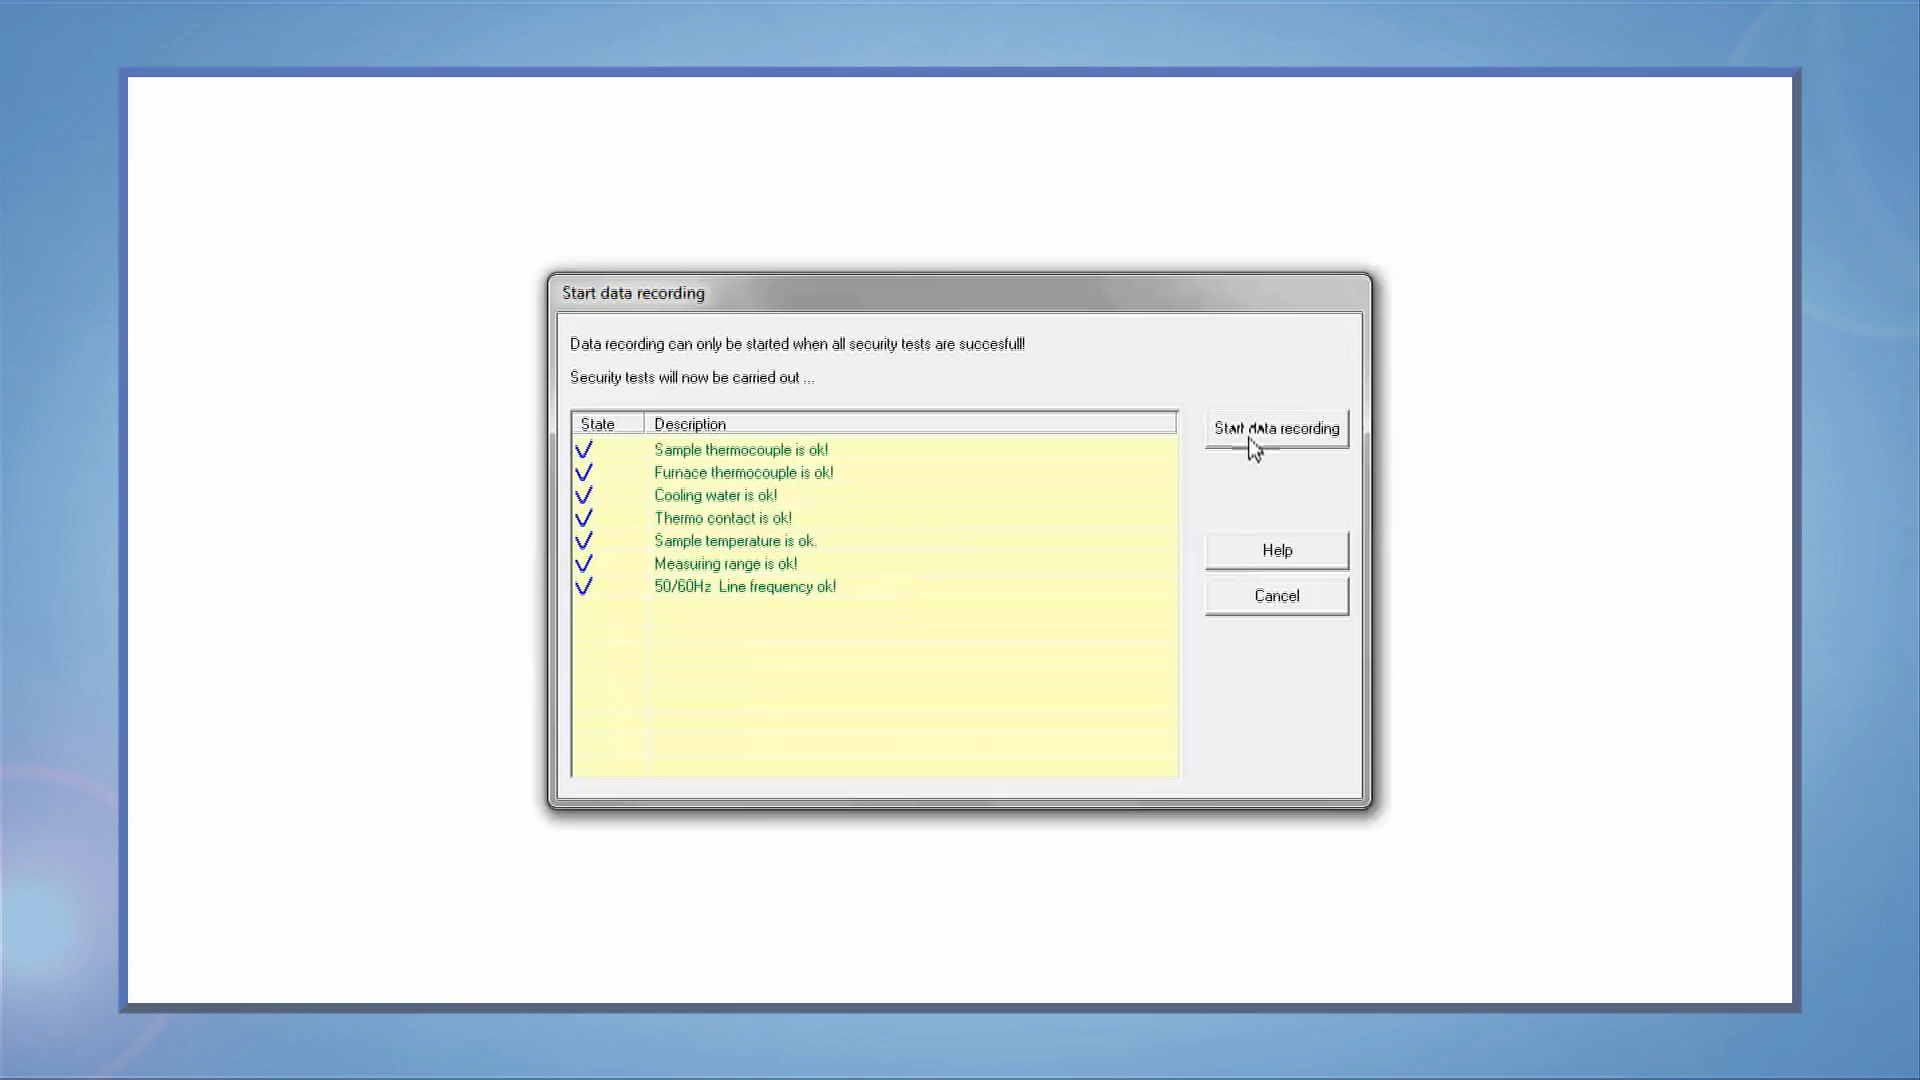 Start data recording
Data recording can only be started when all security tests are succesfull!
Security tests will now be carried out ...
State Description
Sample thermocouple is ok!
Furnace thermocouple is ok!
Cooling water is ok!
Thermo contact is ok!
Sample temperature is ok.
Measuring range is ok!
50/60Hz Line frequency ok!
Start data recording
Help
Cancel